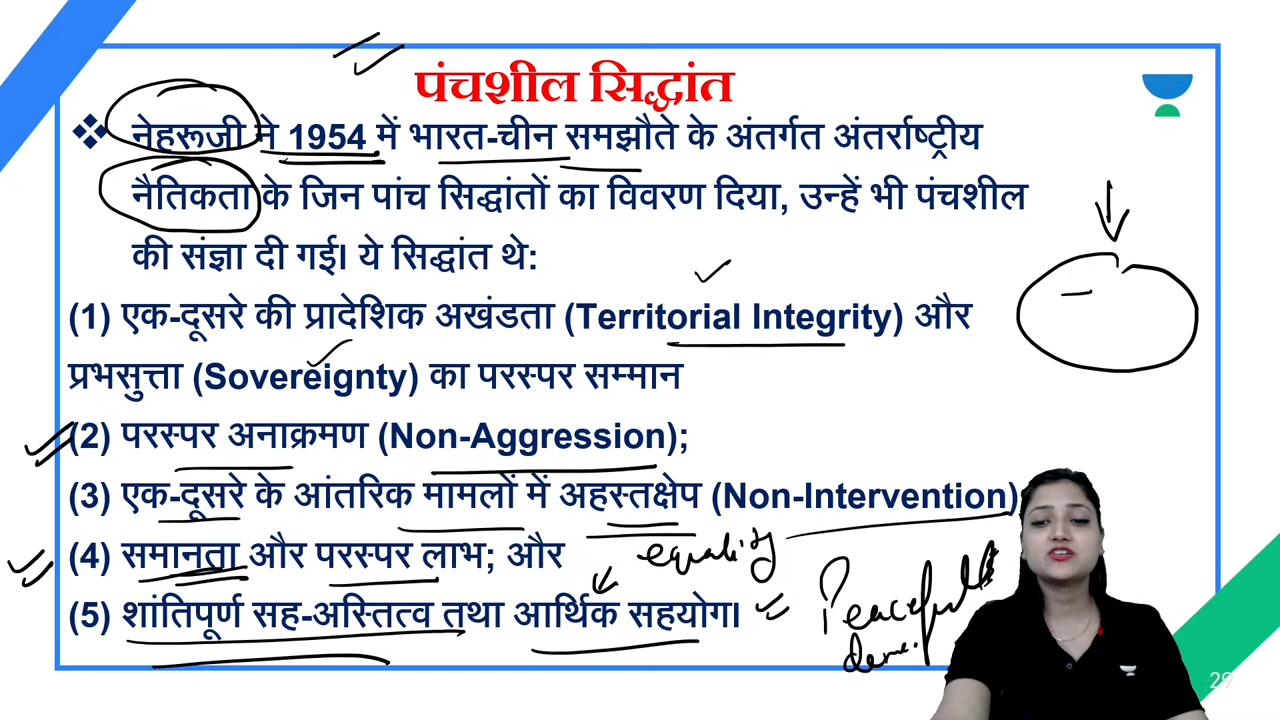 पंचशील सिद्धांत
नेहरूजी ने 1954 में भारत-चीन समझौते के अंतर्गत अंतर्राष्ट्रीय
नैतिकता के जिन पांच सिद्धांतों का विवरण दिया, उन्हें भी पंचशील
की संज्ञा दी गई। ये सिद्धांत थे:
(1) एक-दूसरे की प्रादेशिक अखंडता (Territorial Integrity) और
प्रभसुत्ता (Sovereignty) का परस्पर सम्मान
(2) परस्पर अनाक्रमण (Non-Aggression);
(3) एक-दूसरे के आंतरिक मामलों में अहस्तक्षेप (Non-Intervention)
(4) समानता और परस्पर लाभ; और
equality
(5) शांतिपूर्ण सह-अस्तित्व तथा आर्थिक सहयोग।
29